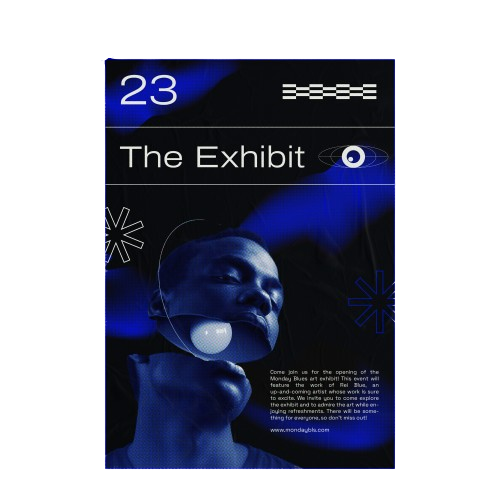 23
The Exhibit
Come join us for the opening of the
Monday Blues art exhibit! This event will
feature the work of Rei Blue, an
up-and-coming artist whose work is sure
to excite. We invite you to come explore
the exhibit and to admire the art while en-
joying refreshments. There will be some-
thing for everyone, so don't miss out!
www.mondaybls.com